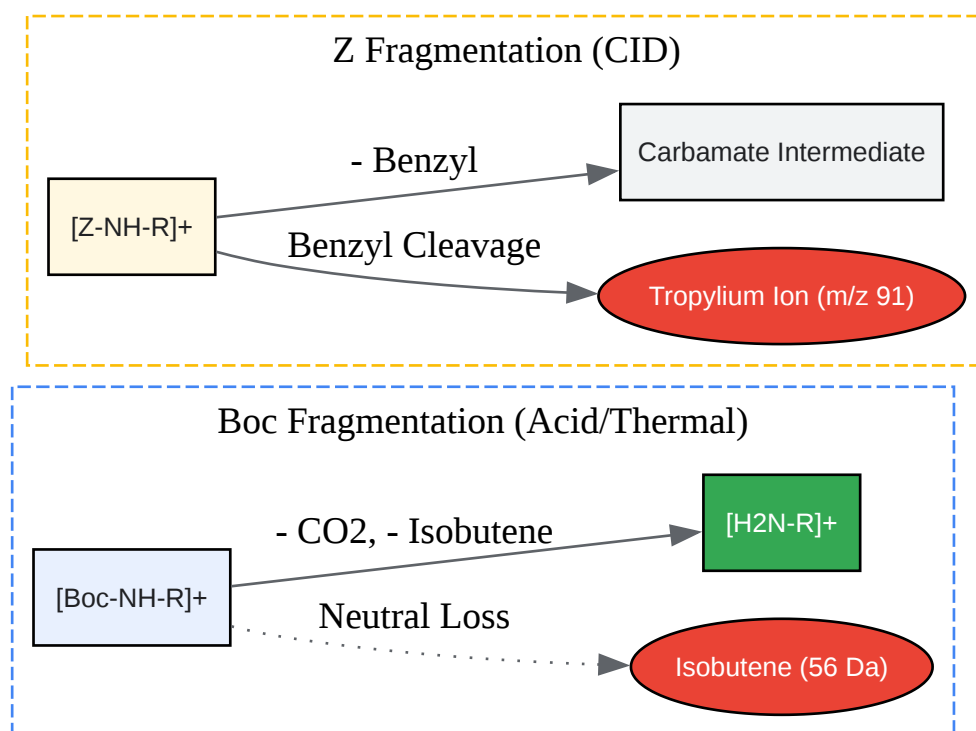 Z Fragmentation (CID)
- Benzyl
Carbamate Intermediate
[Z-NH-R]+
Benzyl Cleavage
Tropylium Ion (m/z 91)
Boc Fragmentation (Acid/Thermal)
- CO2, - Isobutene
[H2N-R]+
[Boc-NH-R]+
Neutral Loss
Isobutene (56 Da)